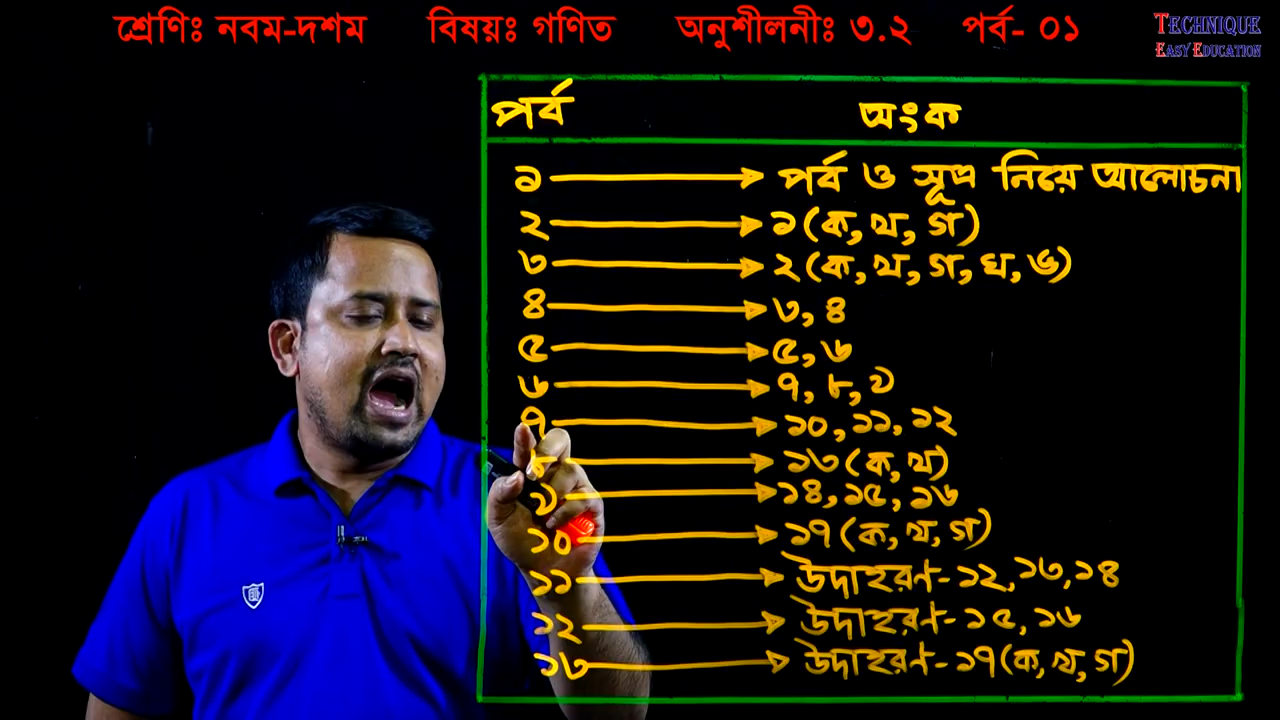 শ্রেণিঃ নবম-দশম বিষয়ঃ গণিত অনুশীলনীঃ ৩.২ পর্ব- ০১
TECHNIQUE
EASY EDUCATION
পর্ব অংক
১ → পর্ব ও সূত্র নিয়ে আলোচনা
২ → ১(ক,খ,গ)
৩ → ২(ক,খ,গ,ঘ,ঙ)
৪ → ৩,৪
৫ → ৫,৬
৬ → ৭,৮,৯
৭ → ১০,১১,১২
৮ → ১৩(ক,খ)
৯ → ১৪,১৫,১৬
১০ → ১৭(ক,খ,গ)
১১ → উদাহরণ-১২,১৩,১৪
১২ → উদাহরণ-১৫,১৬
১৩ → উদাহরণ-১৭(ক,খ,গ)